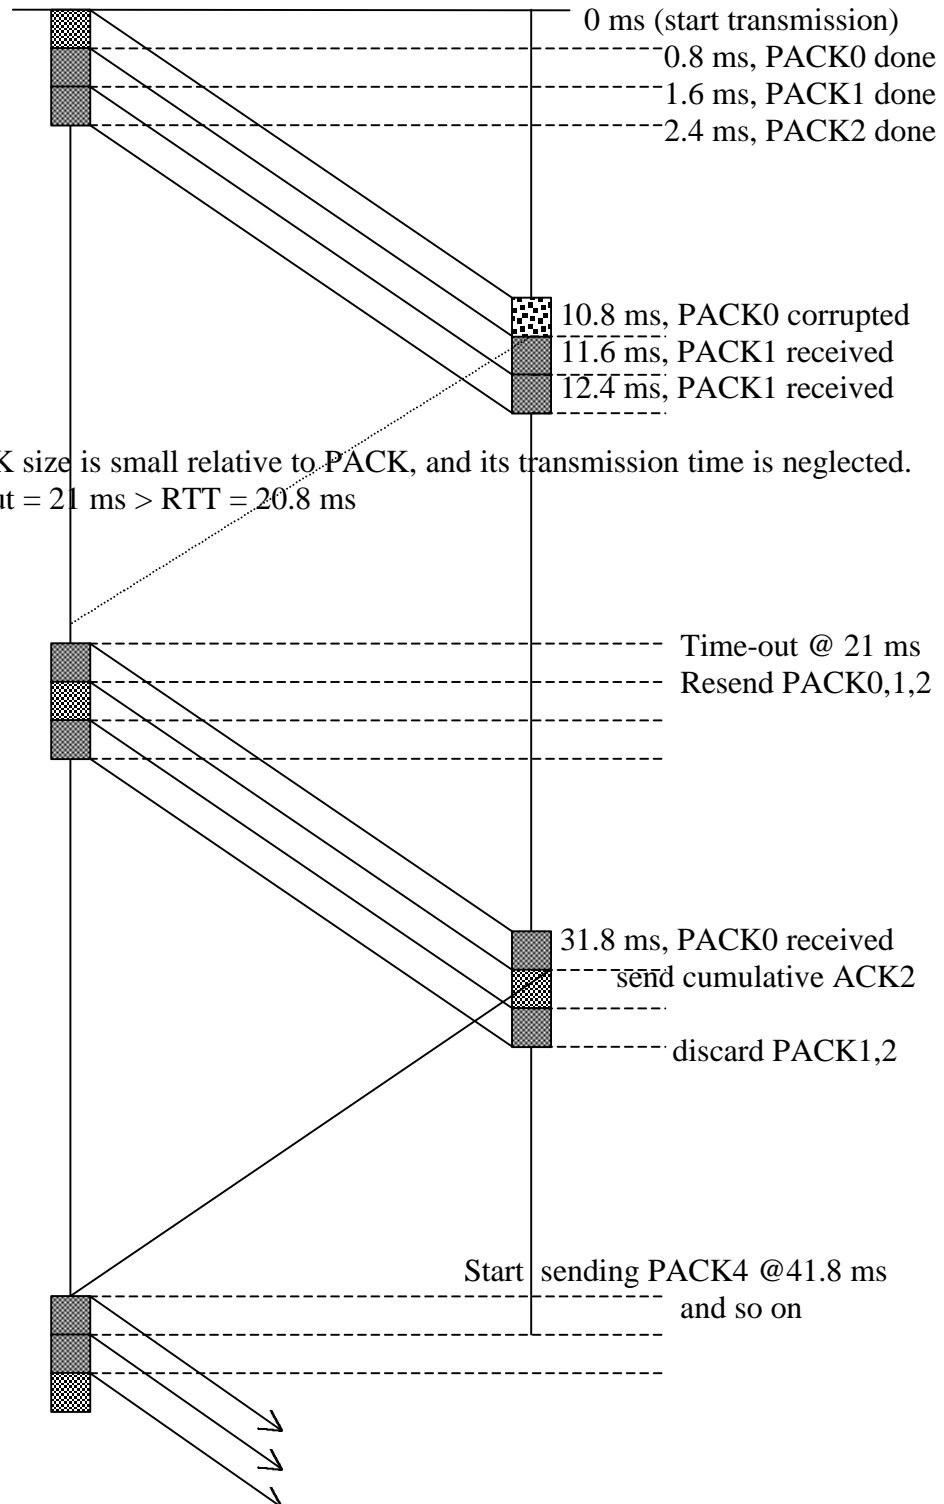 0 ms (start transmission)
0.8 ms, PACK0 done
1.6 ms, PACK1 done
2.4 ms, PACK2 done
10.8 ms, PACK0 corrupted
11.6 ms, PACK1 received
12.4 ms, PACK1 received
K size is small relative to PACK, and its transmission time is neglected.
ut = 21 ms > RTT = 20.8 ms
Time-out @ 21 ms
Resend PACK0,1,2
31.8 ms, PACK0 received
send cumulative ACK2
discard PACK1,2
Start sending PACK4 @41.8 ms
and so on